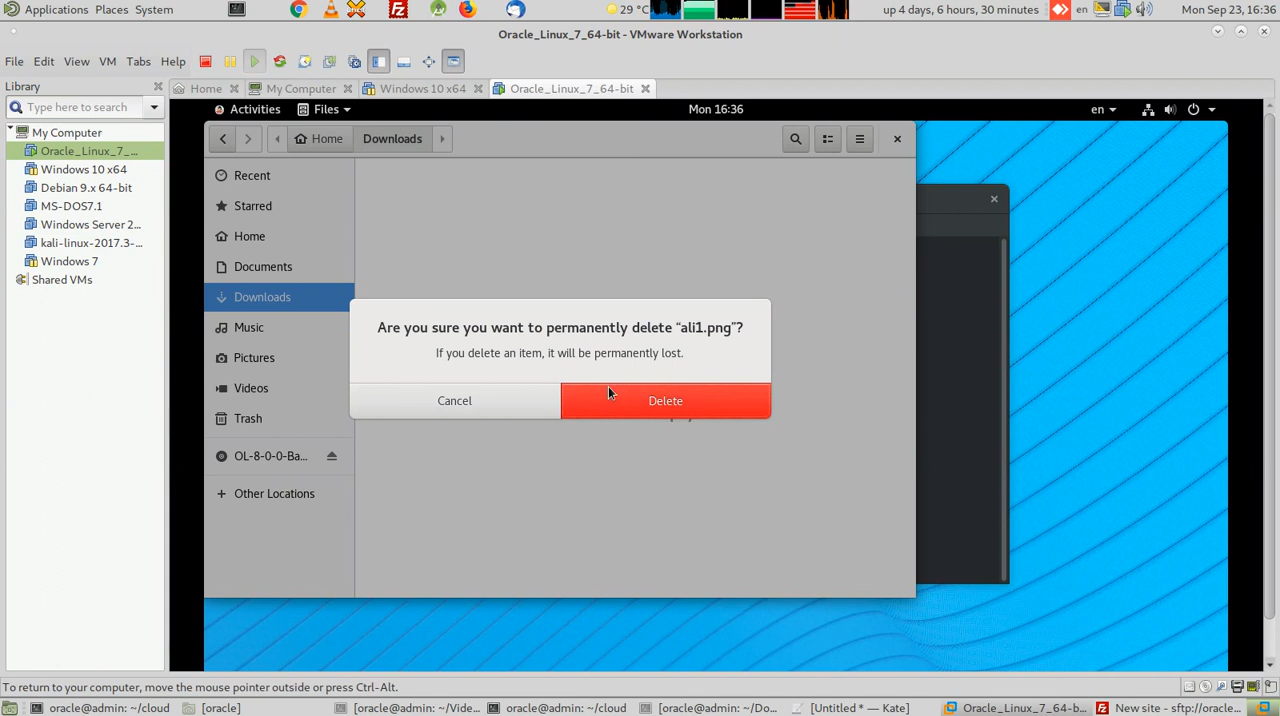 Applications Places System
29 °C
up 4 days, 6 hours, 30 minutes
en
Mon Sep 23, 16:36
Oracle_Linux_7_64-bit - VMware Workstation
File Edit View VM Tabs Help
Library
Type here to search
My Computer
Oracle_Linux_7_...
Windows 10 x64
Debian 9.x 64-bit
MS-DOS7.1
Windows Server 2...
kali-linux-2017.3-...
Windows 7
Shared VMs
Home
My Computer
Windows 10 x64
Oracle_Linux_7_64-bit
Activities
Files
Mon 16:36
en
Home
Downloads
Recent
Starred
Home
Documents
Downloads
Music
Pictures
Videos
Trash
OL-8-0-0-Ba...
Other Locations
Are you sure you want to permanently delete “ali1.png”?
If you delete an item, it will be permanently lost.
Cancel
Delete
To return to your computer, move the mouse pointer outside or press Ctrl-Alt.
oracle@admin: ~/cloud
[oracle]
[oracle@admin: ~/Vide...
oracle@admin: ~/cloud
[oracle@admin: ~/Do...
[Untitled * — Kate]
Oracle_Linux_7_64-b...
New site - sftp://oracle...